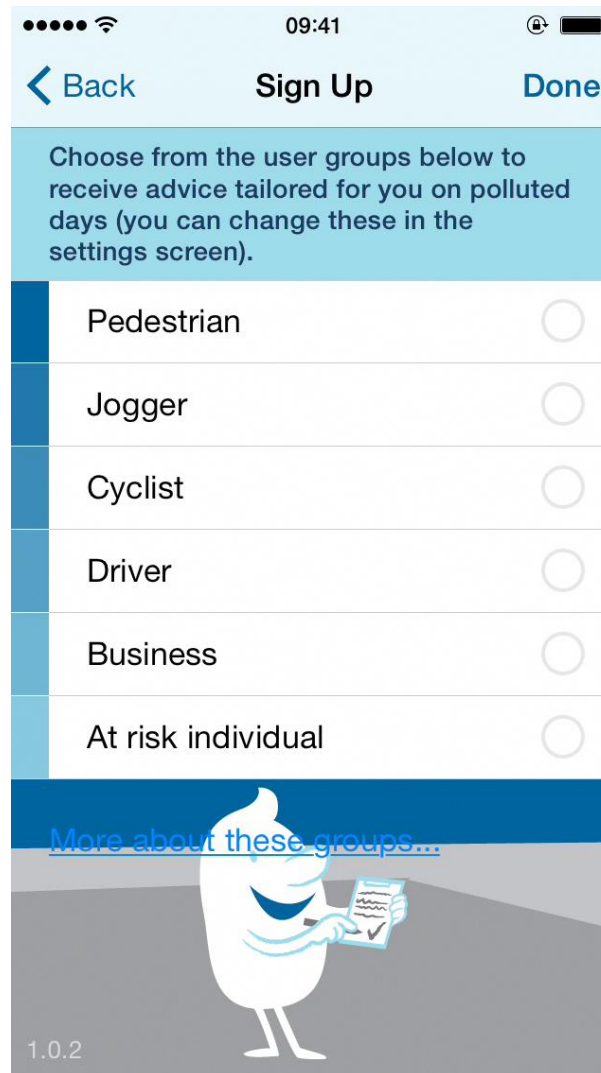 09:41
Back Sign Up Done
Choose from the user groups below to
receive advice tailored for you on polluted
days (you can change these in the
settings screen).
Pedestrian
Jogger
Cyclist
Driver
Business
At risk individual
More about these groups...
1.0.2